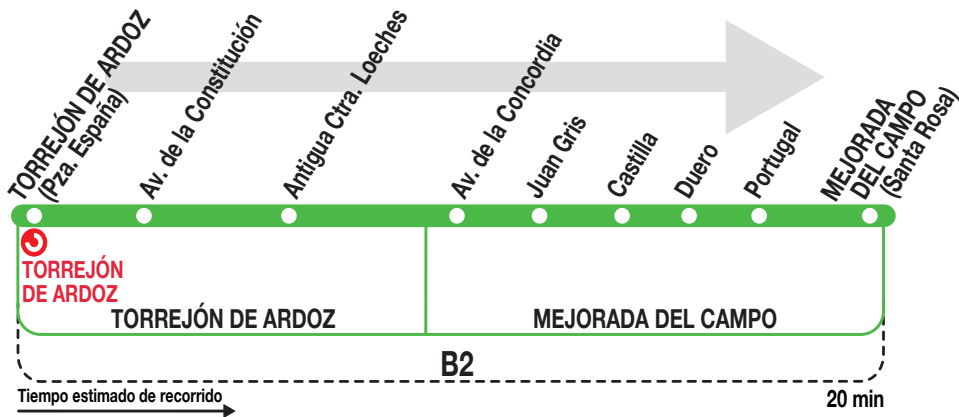 TORREJÓN DE ARDOZ
(Pza. España)
Av. de la Constitución
Antigua Ctra. Loeches
Av. de la Concordia
Juan Gris
Castilla
Duero
Portugal
MEJORADA
DEL CAMPO
(Santa Rosa)
TORREJÓN
DE ARDOZ
TORREJÓN DE ARDOZ
MEJORADA DEL CAMPO
B2
Tiempo estimado de recorrido
20 min